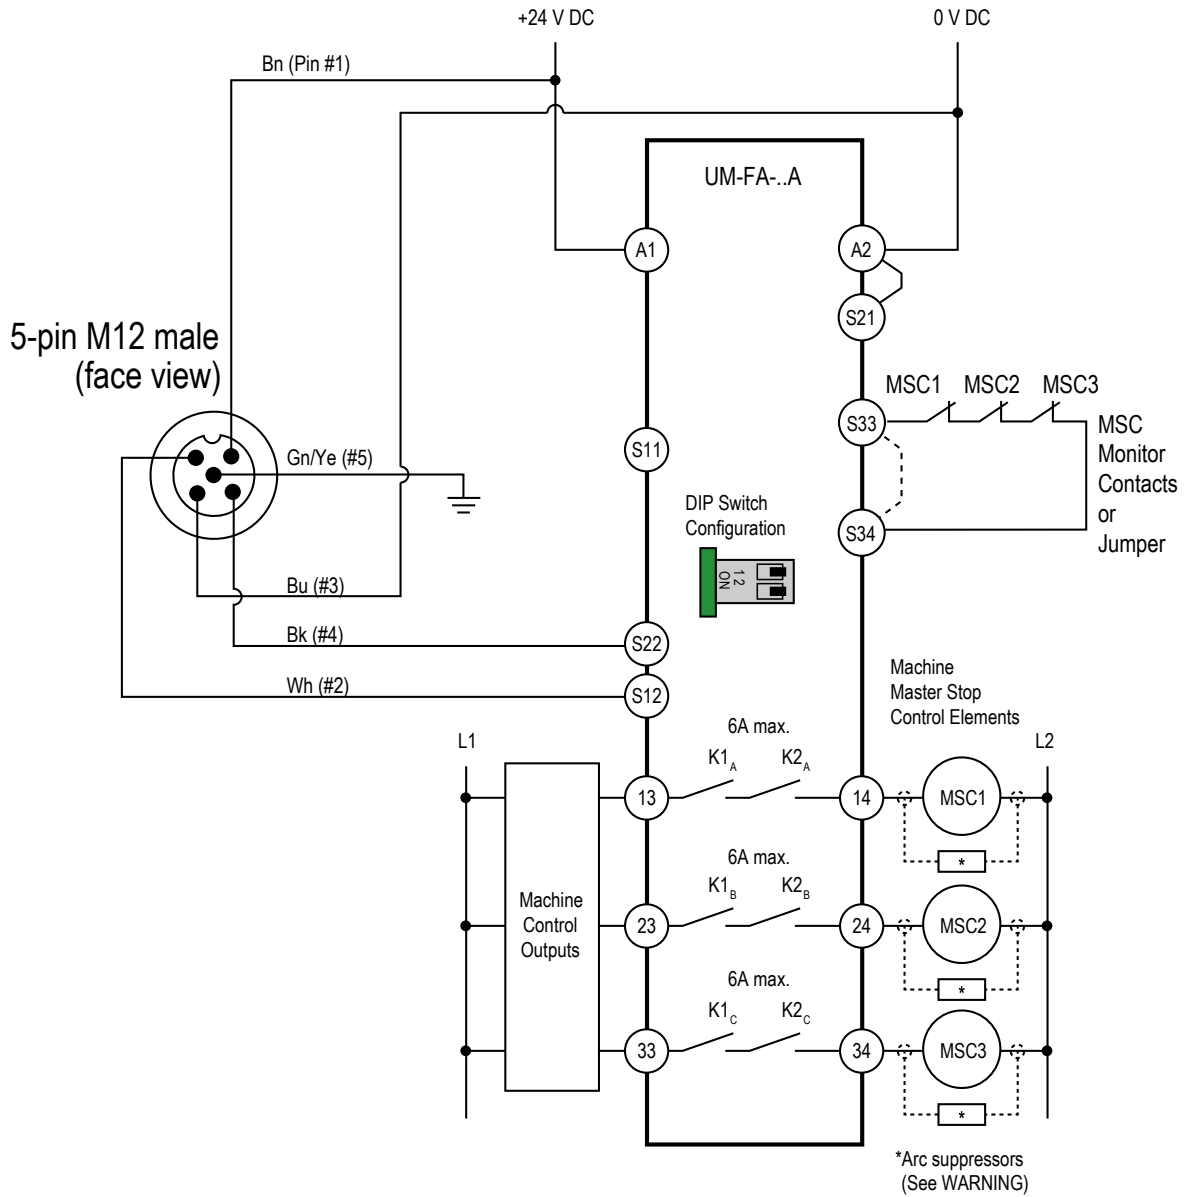 +24 V DC
0 V DC
Bn (Pin #1)
UM-FA-..A
A1
A2
S21
5-pin M12 male
(face view)
MSC1 MSC2 MSC3
S33
MSC
Monitor
Contacts
or
Jumper
S11
Gn/Ye (#5)
DIP Switch
Configuration
S34
1 2
ON
Bu (#3)
Bk (#4)
S22
Wh (#2)
S12
Machine
Master Stop
Control Elements
L1
L2
6A max.
K1A K2A
13
14
MSC1
*
6A max.
K1B K2B
Machine
Control
Outputs
23
24
MSC2
*
6A max.
K1C K2C
33
34
MSC3
*
*Arc suppressors
(See WARNING)